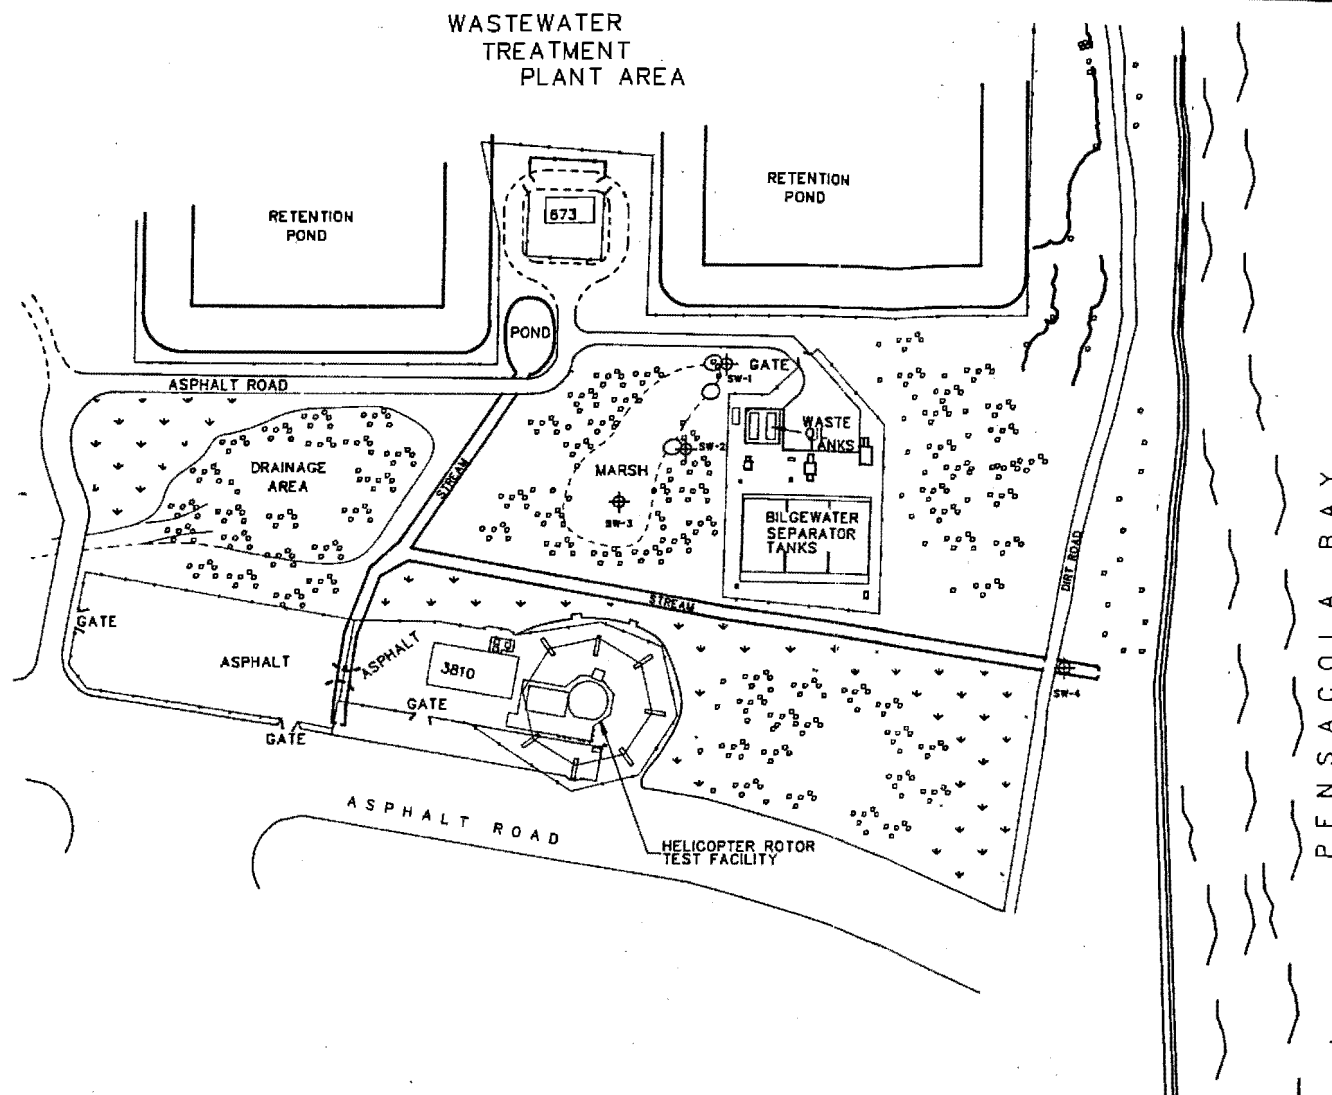 WASTEWATER
TREATMENT
PLANT AREA
RETENTION
POND
RETENTION
POND
673
POND
ASPHALT ROAD
GATE
SW-1
WASTE
OIL
TANKS
SW-2
MARSH
SW-3
DRAINAGE
AREA
STREAM
BILGEWATER
SEPARATOR
TANKS
DIRT ROAD
STREAM
GATE
ASPHALT
ASPHALT
3810
GATE
GATE
SW-4
ASPHALT ROAD
HELICOPTER ROTOR
TEST FACILITY
PENSACOLA BAY